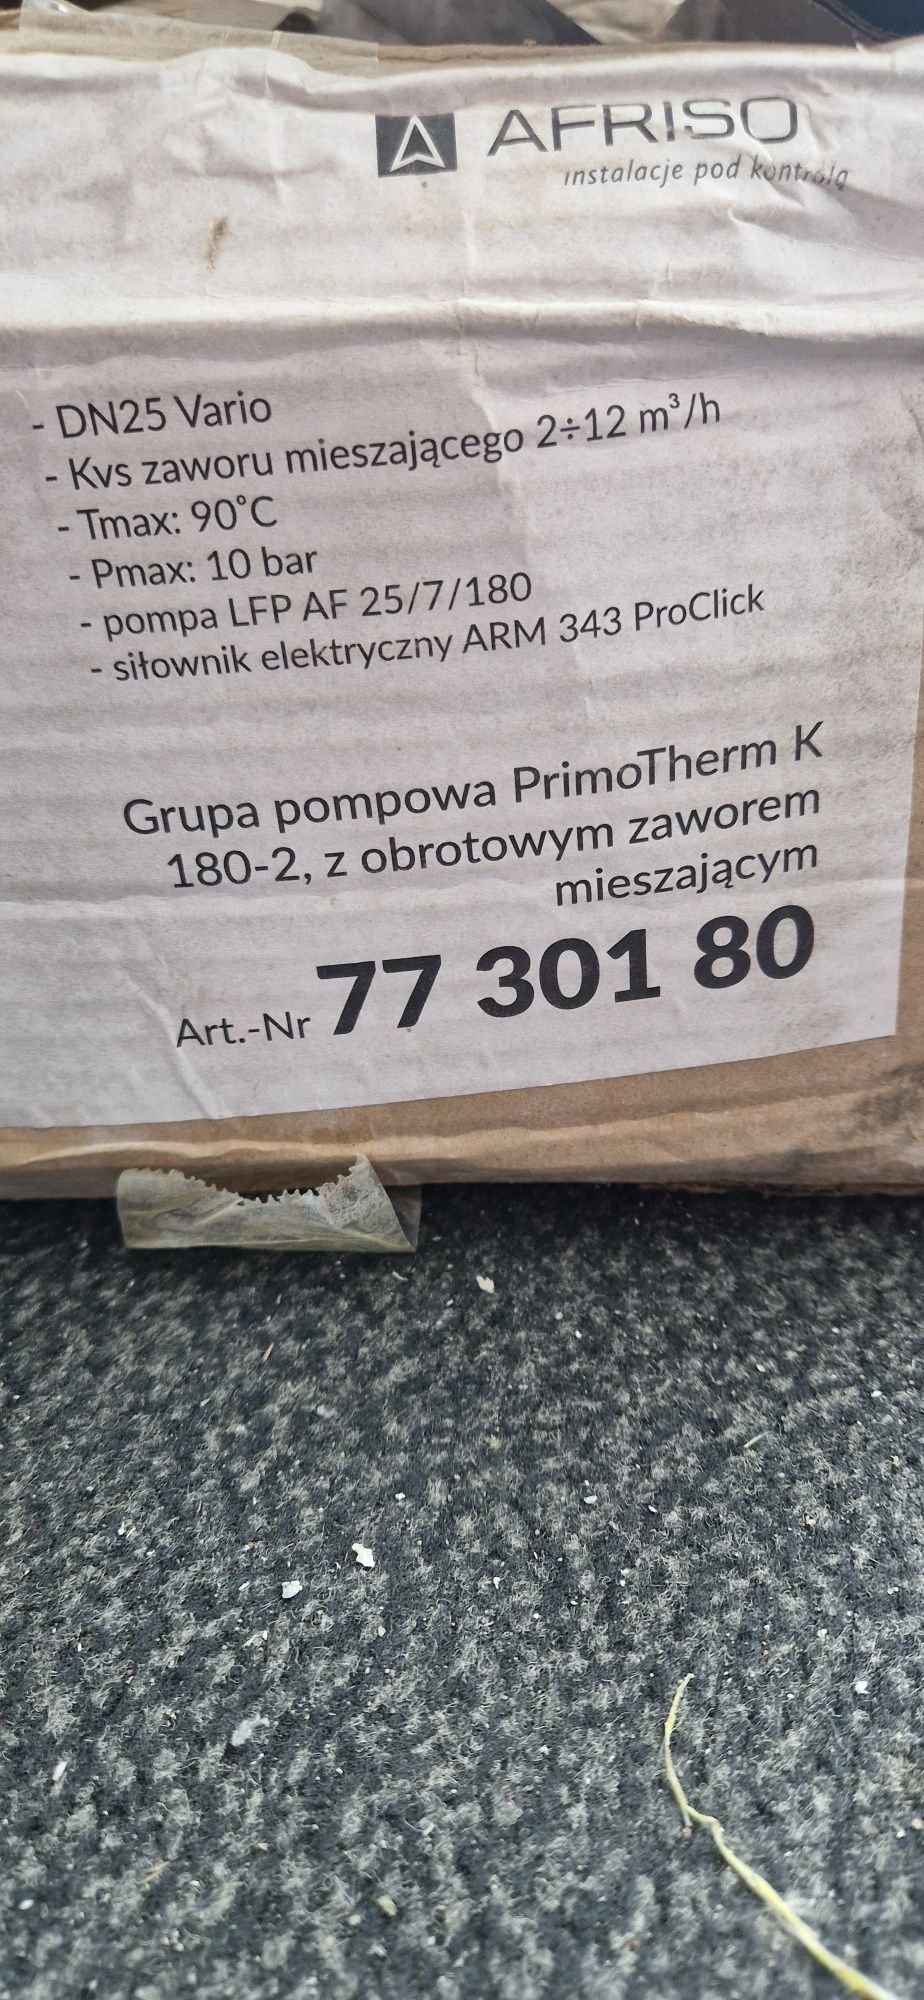 AFRISO
instalacje pod kontrolą
- DN25 Vario
- Kvs zaworu mieszającego 2÷12 m³/h
- Tmax: 90°C
- Pmax: 10 bar
- pompa LFP AF 25/7/180
- siłownik elektryczny ARM 343 ProClick
Grupa pompowa PrimoTherm K
180-2, z obrotowym zaworem
mieszającym
Art.-Nr 77 301 80